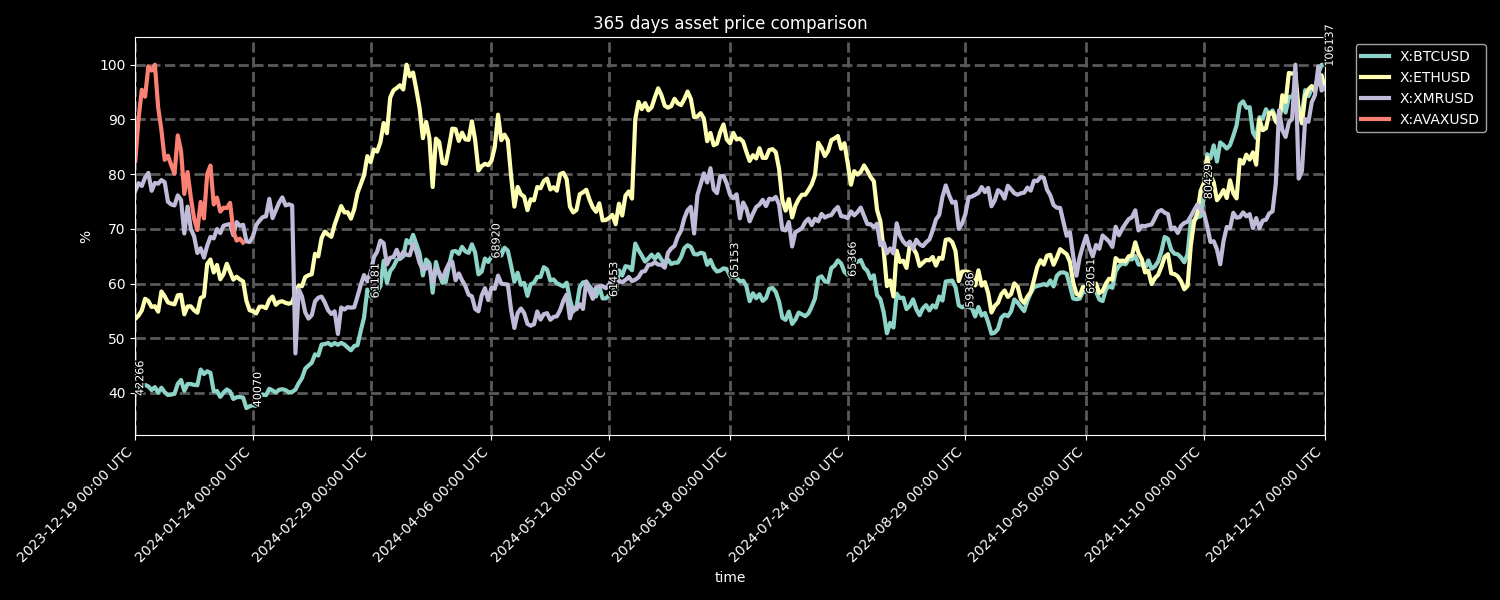 365 days asset price comparison
X:BTCUSD
X:ETHUSD
X:XMRUSD
X:AVAXUSD
%
100
90
80
70
60
50
40
42266
40070
61181
68920
61453
65153
65366
59386
62051
80429
106137
2023-12-19 00:00 UTC
2024-01-24 00:00 UTC
2024-02-29 00:00 UTC
2024-04-06 00:00 UTC
2024-05-12 00:00 UTC
2024-06-18 00:00 UTC
2024-07-24 00:00 UTC
2024-08-29 00:00 UTC
2024-10-05 00:00 UTC
2024-11-10 00:00 UTC
2024-12-17 00:00 UTC
time